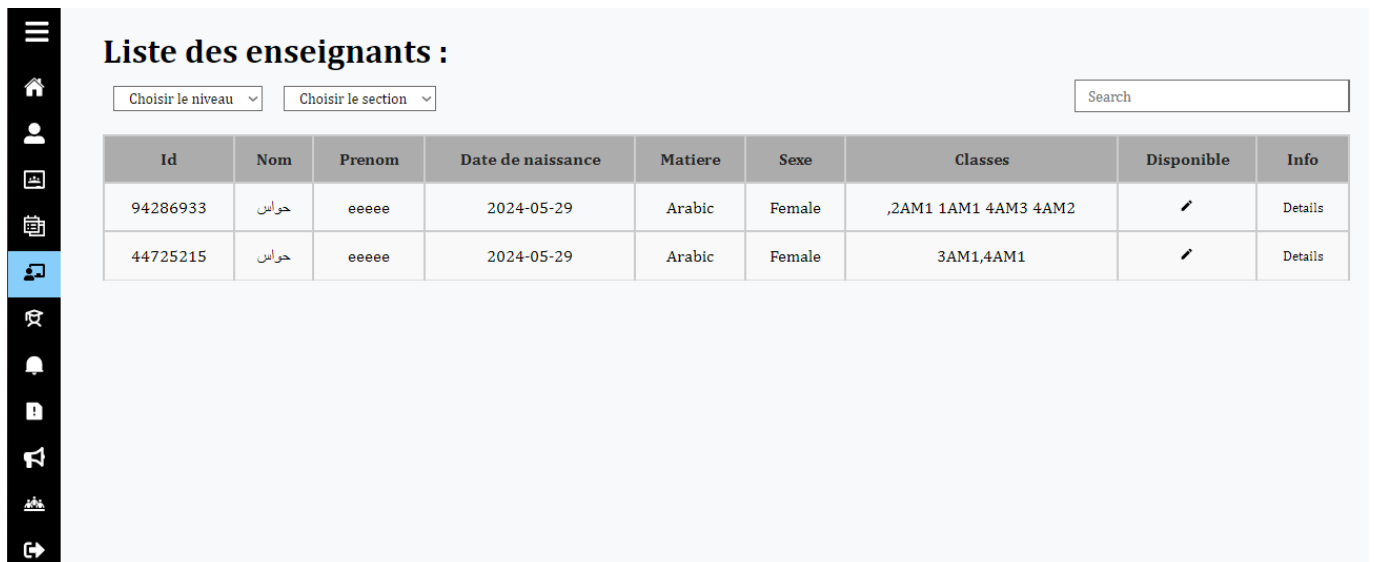 Liste des enseignants :
Choisir le niveau Choisir le section Search
Id Nom Prenom Date de naissance Matiere Sexe Classes Disponible Info
94286933 حواس eeeee 2024-05-29 Arabic Female ,2AM1 1AM1 4AM3 4AM2 Details
44725215 حواس eeeee 2024-05-29 Arabic Female 3AM1,4AM1 Details